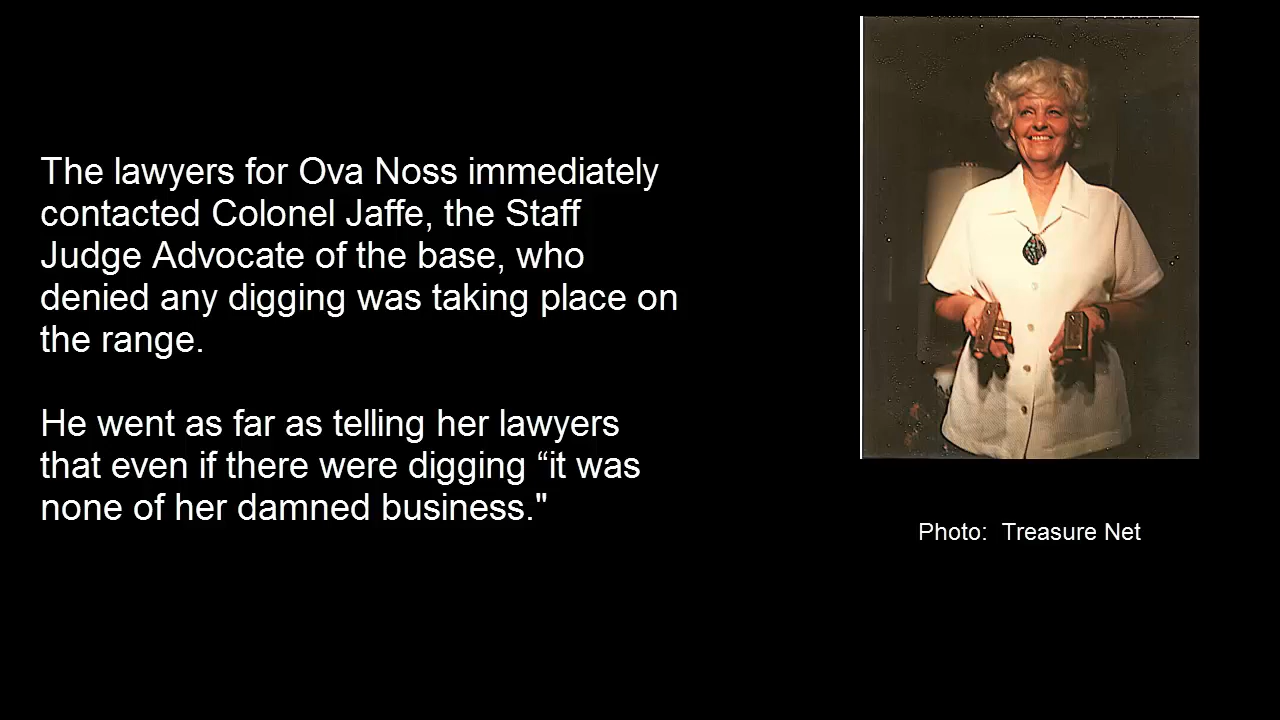 The lawyers for Ova Noss immediately
contacted Colonel Jaffe, the Staff
Judge Advocate of the base, who
denied any digging was taking place on
the range.
He went as far as telling her lawyers
that even if there were digging “it was
none of her damned business."
Photo:  Treasure Net